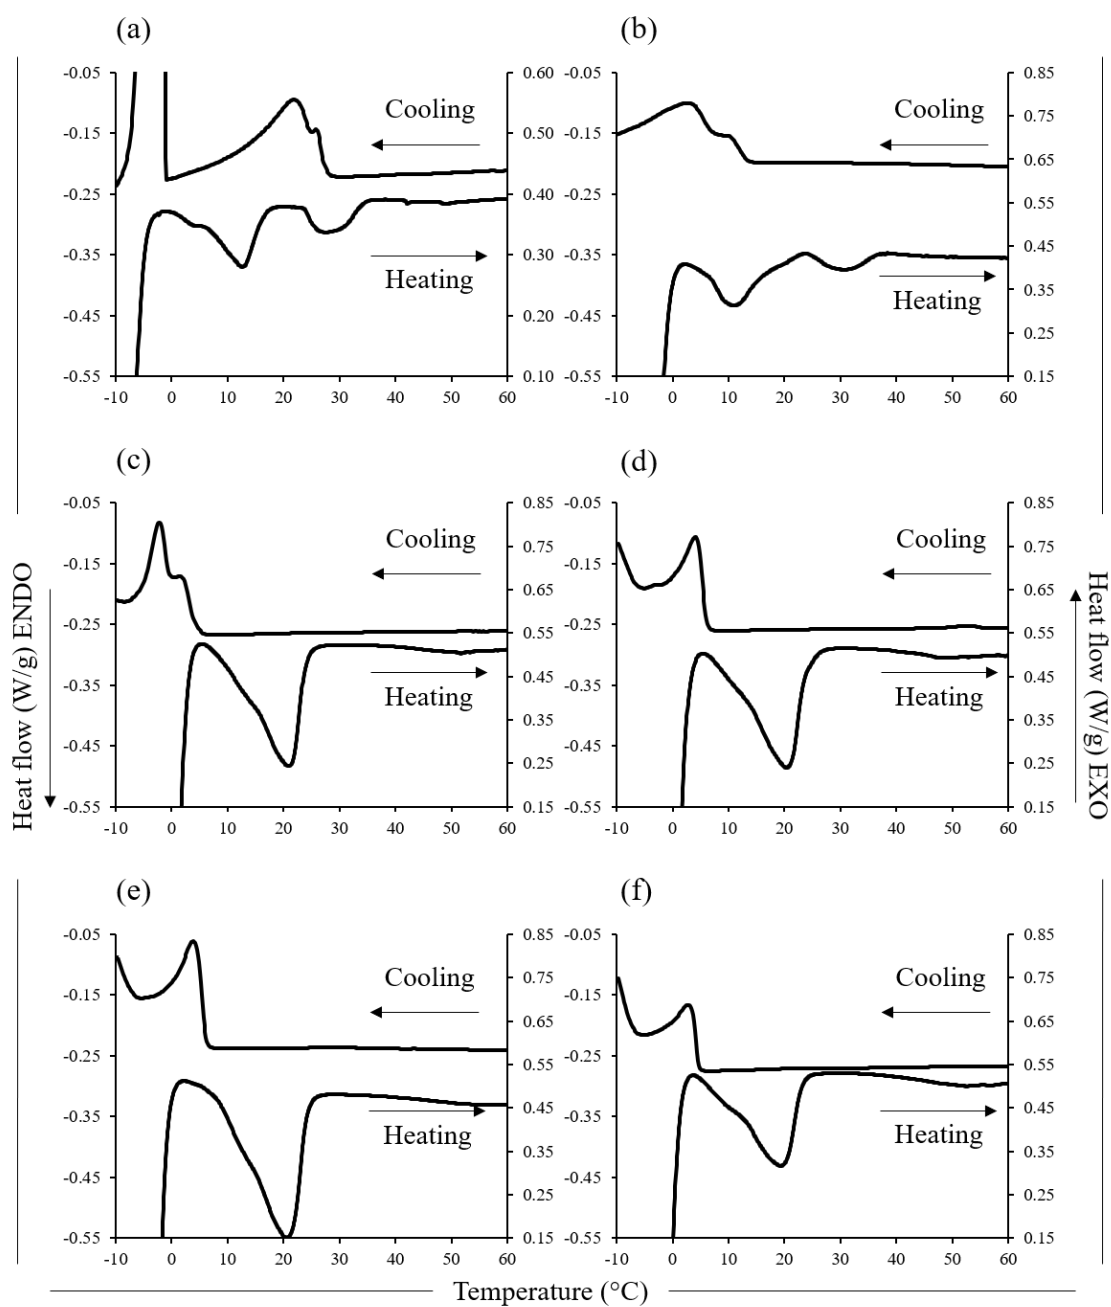 (a) (b)
-0.05 0.60 -0.05 0.85
Cooling Cooling
-0.15 0.50 -0.15 0.75
0.65
-0.25 0.40 -0.25
0.55
-0.35 0.30 -0.35 0.45
Heating Heating
0.35
-0.45 0.20 -0.45
0.25
-0.55 0.10 -0.55 0.15
-10 0 10 20 30 40 50 60 -10 0 10 20 30 40 50 60
(c) (d)
-0.05 0.85 -0.05 0.85
Cooling Cooling
0.75 0.75
-0.15 -0.15
0.65 0.65
-0.25 0.55 -0.25 0.55
-0.35 0.45 -0.35 0.45
Heating Heating
0.35 0.35
-0.45 -0.45
0.25 0.25
-0.55 0.15 -0.55 0.15
-10 0 10 20 30 40 50 60 -10 0 10 20 30 40 50 60
Heat flow (W/g) ENDO
Heat flow (W/g) EXO
(e) (f)
-0.05 0.85 -0.05 0.85
Cooling Cooling
0.75 0.75
-0.15 -0.15
0.65 0.65
-0.25 0.55 -0.25 0.55
-0.35 0.45 -0.35 0.45
Heating Heating
0.35 0.35
-0.45 -0.45
0.25 0.25
-0.55 0.15 -0.55 0.15
-10 0 10 20 30 40 50 60 -10 0 10 20 30 40 50 60
Temperature (°C)